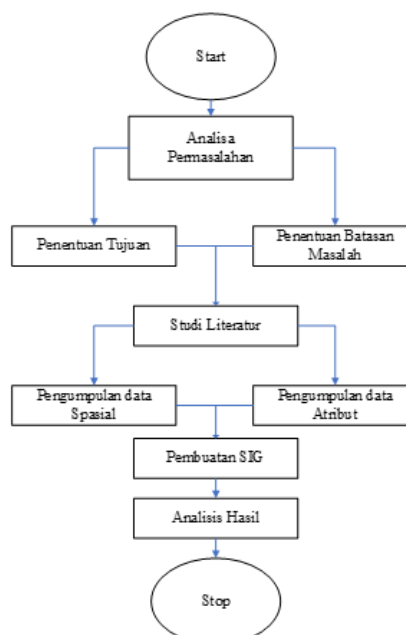 Start
Analisa
Permasalahan
Penentuan Tujuan
Penentuan Batasan
Masalah
Studi Literatur
Pengumpulan data
Spasial
Pengumpulan data
Atribut
Pembuatan SIG
Analisis Hasil
Stop